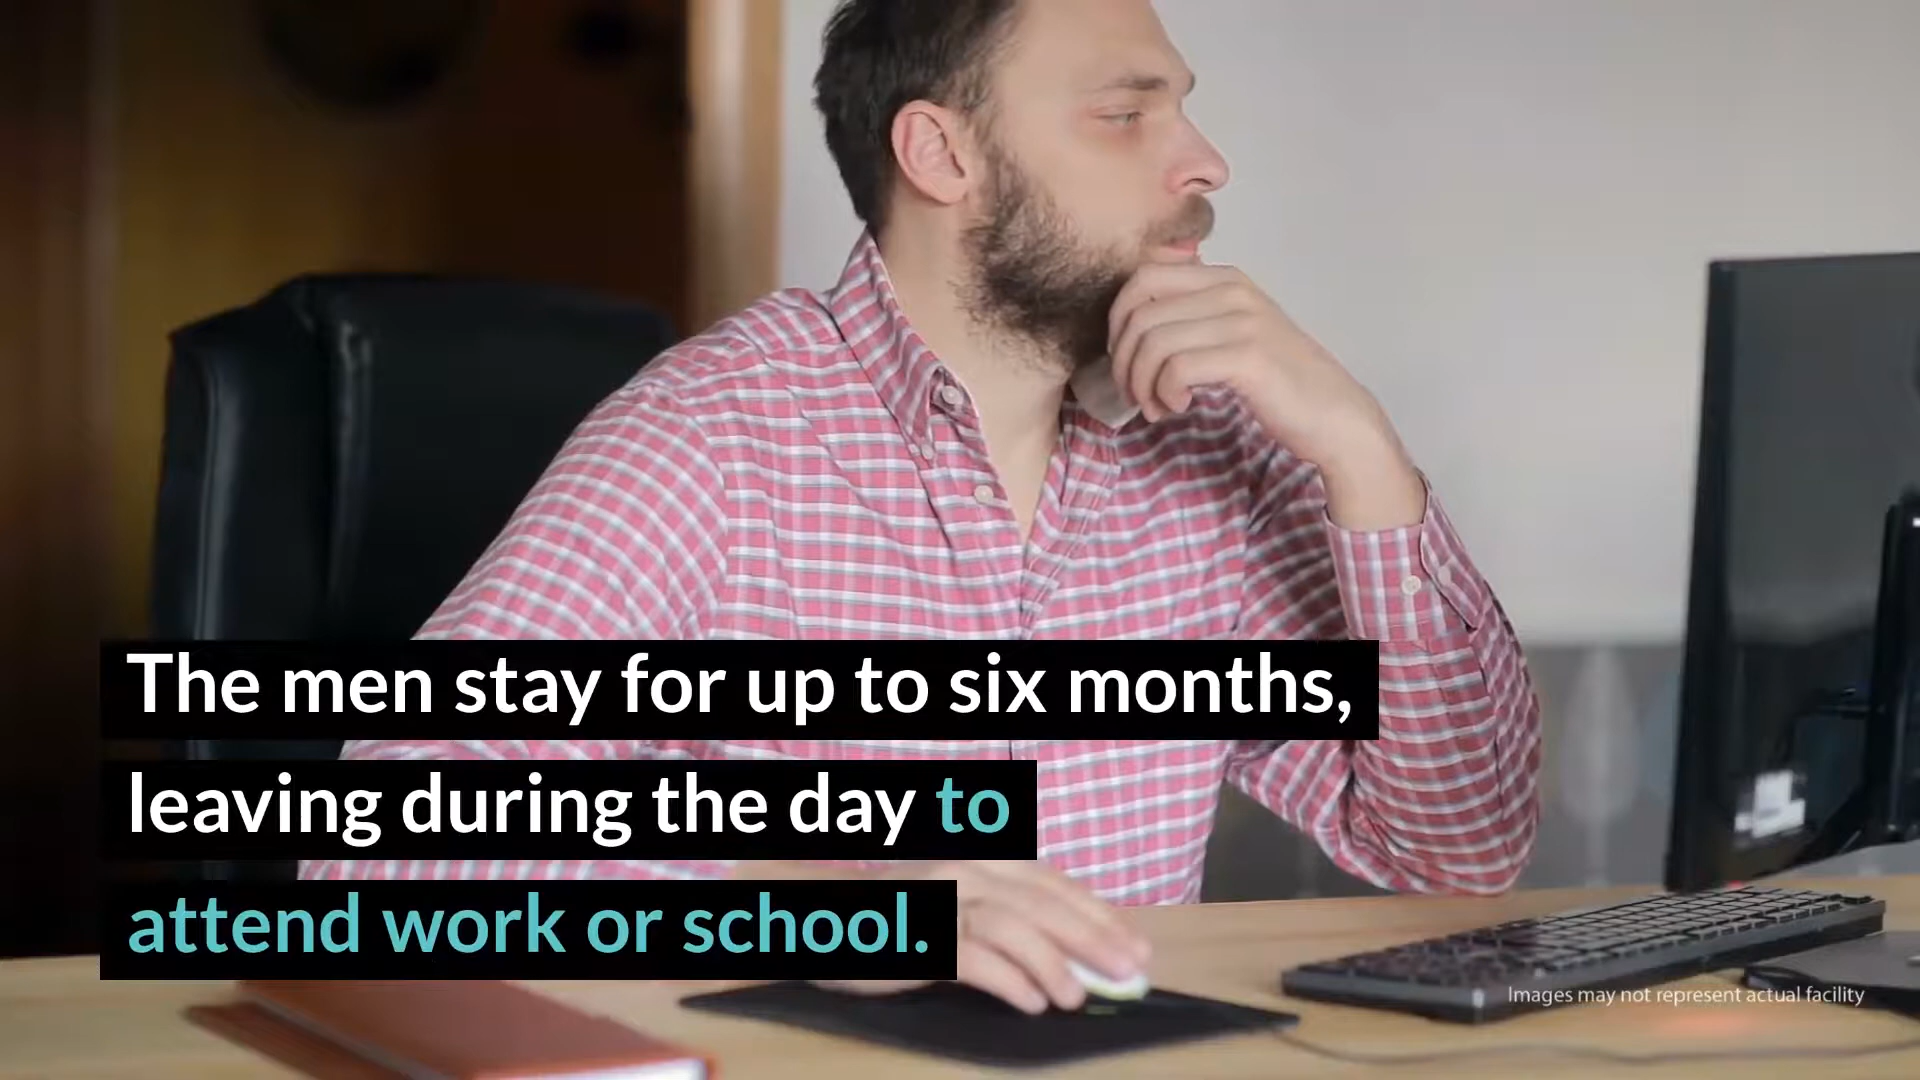 The men stay for up to six months,
leaving during the day to
attend work or school.
Images may not represent actual facility